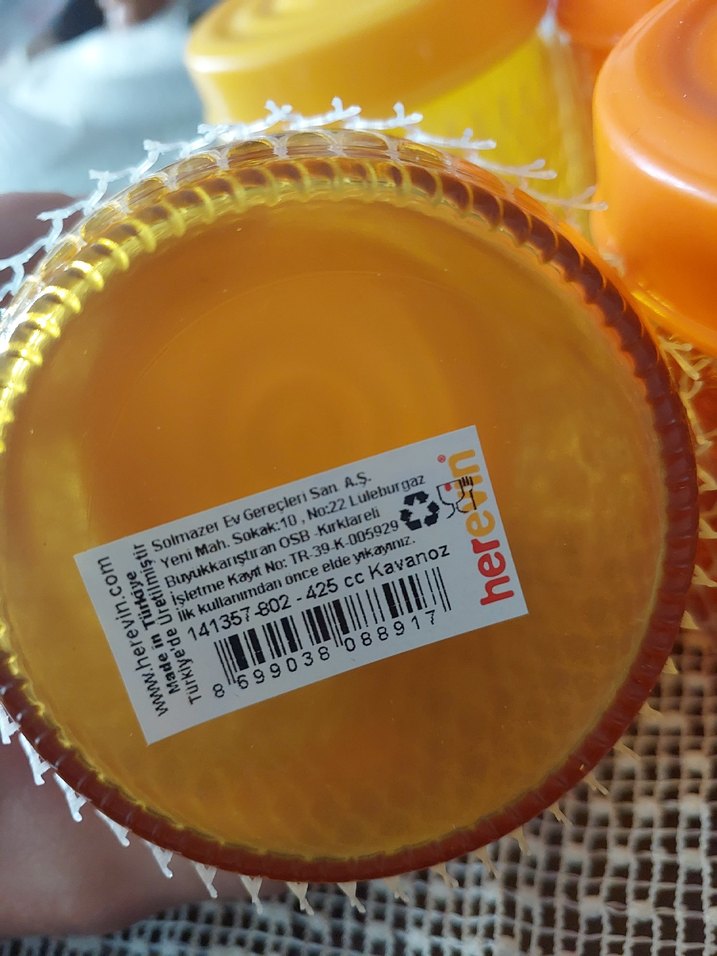 Solmazer Ev Gereçleri San. A.Ş.
Yeni Mah. Sokak:10 , No:22 Luleburgaz
Buyukkarıştıran OSB -Kırklareli
İşletme Kayıt No: TR-39-K-005929
İlk kullanımdan önce elde yıkayınız.
141357-802 - 425 cc Kavanoz
8 699038 088917
www.herevin.com
Made in Türkiye
Türkiye'de Üretilmiştir
herevin